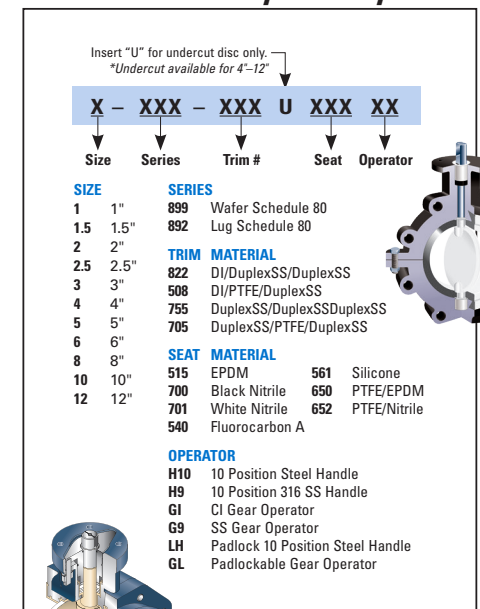 Insert “U” for undercut disc only.
*Undercut available for 4"–12"
X – XXX – XXX U XXX XX
Size Series Trim # Seat Operator
SIZE
1 1"
1.5 1.5"
2 2"
2.5 2.5"
3 3"
4 4"
5 5"
6 6"
8 8"
10 10"
12 12"
SERIES
899 Wafer Schedule 80
892 Lug Schedule 80
TRIM MATERIAL
822 DI/DuplexSS/DuplexSS
508 DI/PTFE/DuplexSS
755 DuplexSS/DuplexSSDuplexSS
705 DuplexSS/PTFE/DuplexSS
SEAT MATERIAL
515 EPDM 561 Silicone
700 Black Nitrile 650 PTFE/EPDM
701 White Nitrile 652 PTFE/Nitrile
540 Fluorocarbon A
OPERATOR
H10 10 Position Steel Handle
H9 10 Position 316 SS Handle
GI CI Gear Operator
G9 SS Gear Operator
LH Padlock 10 Position Steel Handle
GL Padlockable Gear Operator